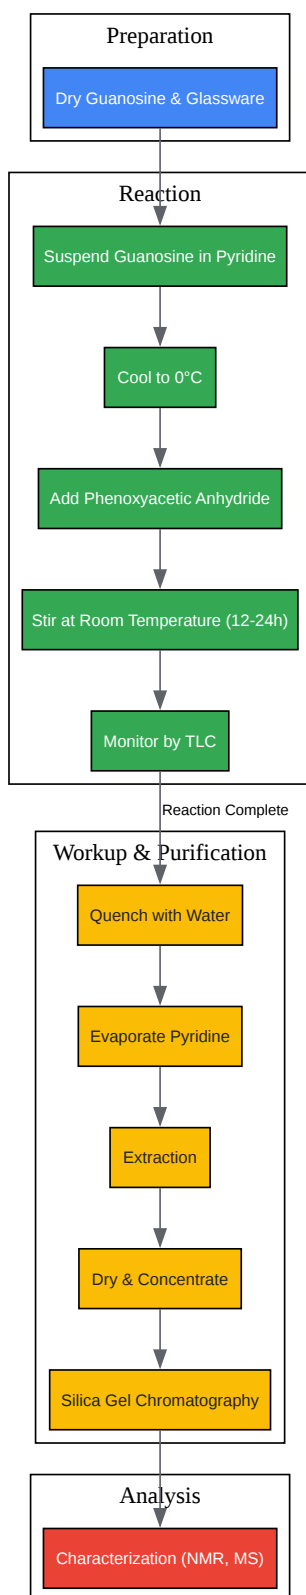 Preparation
Dry Guanosine & Glassware
Reaction
Suspend Guanosine in Pyridine
Cool to 0°C
Add Phenoxyacetic Anhydride
Stir at Room Temperature (12-24h)
Monitor by TLC
Reaction Complete
Workup & Purification
Quench with Water
Evaporate Pyridine
Extraction
Dry & Concentrate
Silica Gel Chromatography
Analysis
Characterization (NMR, MS)